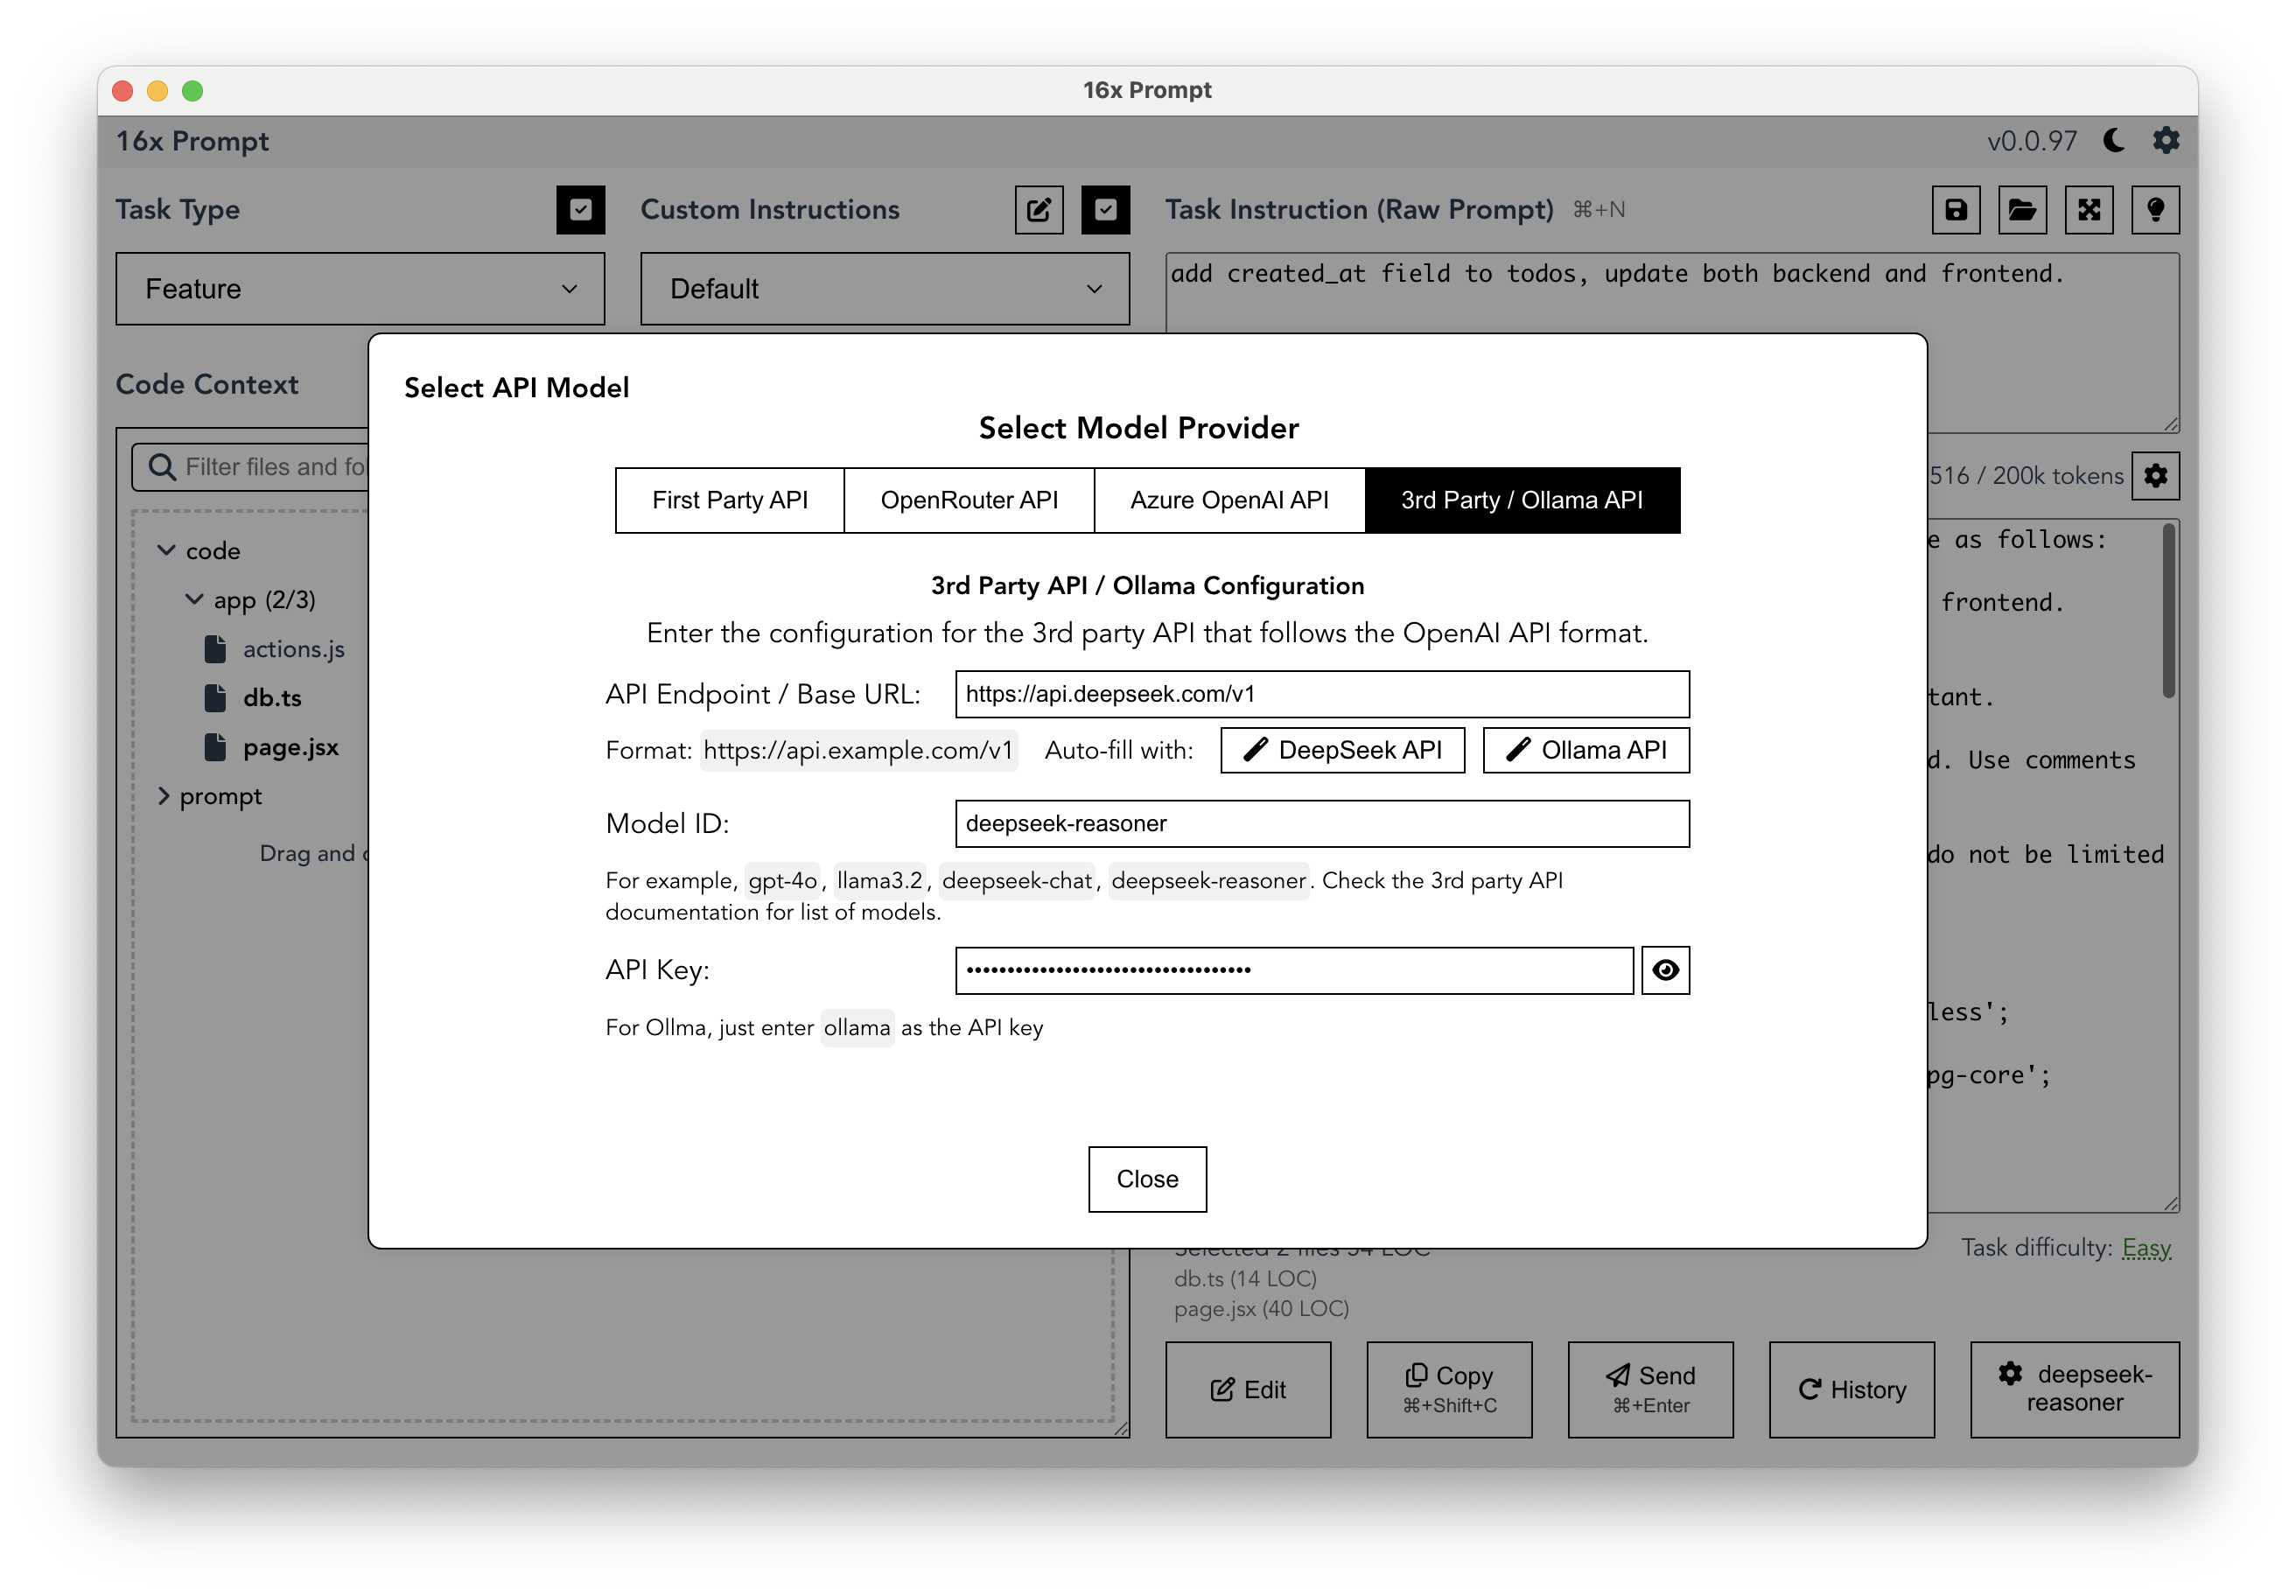 16x Prompt
16x Prompt
v0.0.97
Task Type
Custom Instructions
Task Instruction (Raw Prompt) ⌘+N
Feature
Default
add created_at field to todos, update both backend and frontend.
Code Context
Filter files and
code
app (2/3)
actions.js
db.ts
page.jsx
prompt
Drag and
Select API Model
Select Model Provider
First Party API
OpenRouter API
Azure OpenAI API
3rd Party / Ollama API
3rd Party API / Ollama Configuration
Enter the configuration for the 3rd party API that follows the OpenAI API format.
API Endpoint / Base URL:
https://api.deepseek.com/v1
Format: https://api.example.com/v1 Auto-fill with:
DeepSeek API
Ollama API
Model ID:
deepseek-reasoner
For example, gpt-4o, llama3.2, deepseek-chat, deepseek-reasoner. Check the 3rd party API
documentation for list of models.
API Key:
••••••••••••••••••••••••••••••••••
For Ollma, just enter ollama as the API key
Close
516 / 200k tokens
e as follows:
frontend.
tant.
d. Use comments
do not be limited
less';
pg-core';
Selected 2 files 54 LOC
db.ts (14 LOC)
page.jsx (40 LOC)
Task difficulty: Easy
Edit
Copy
⌘+Shift+C
Send
⌘+Enter
History
deepseek-
reasoner